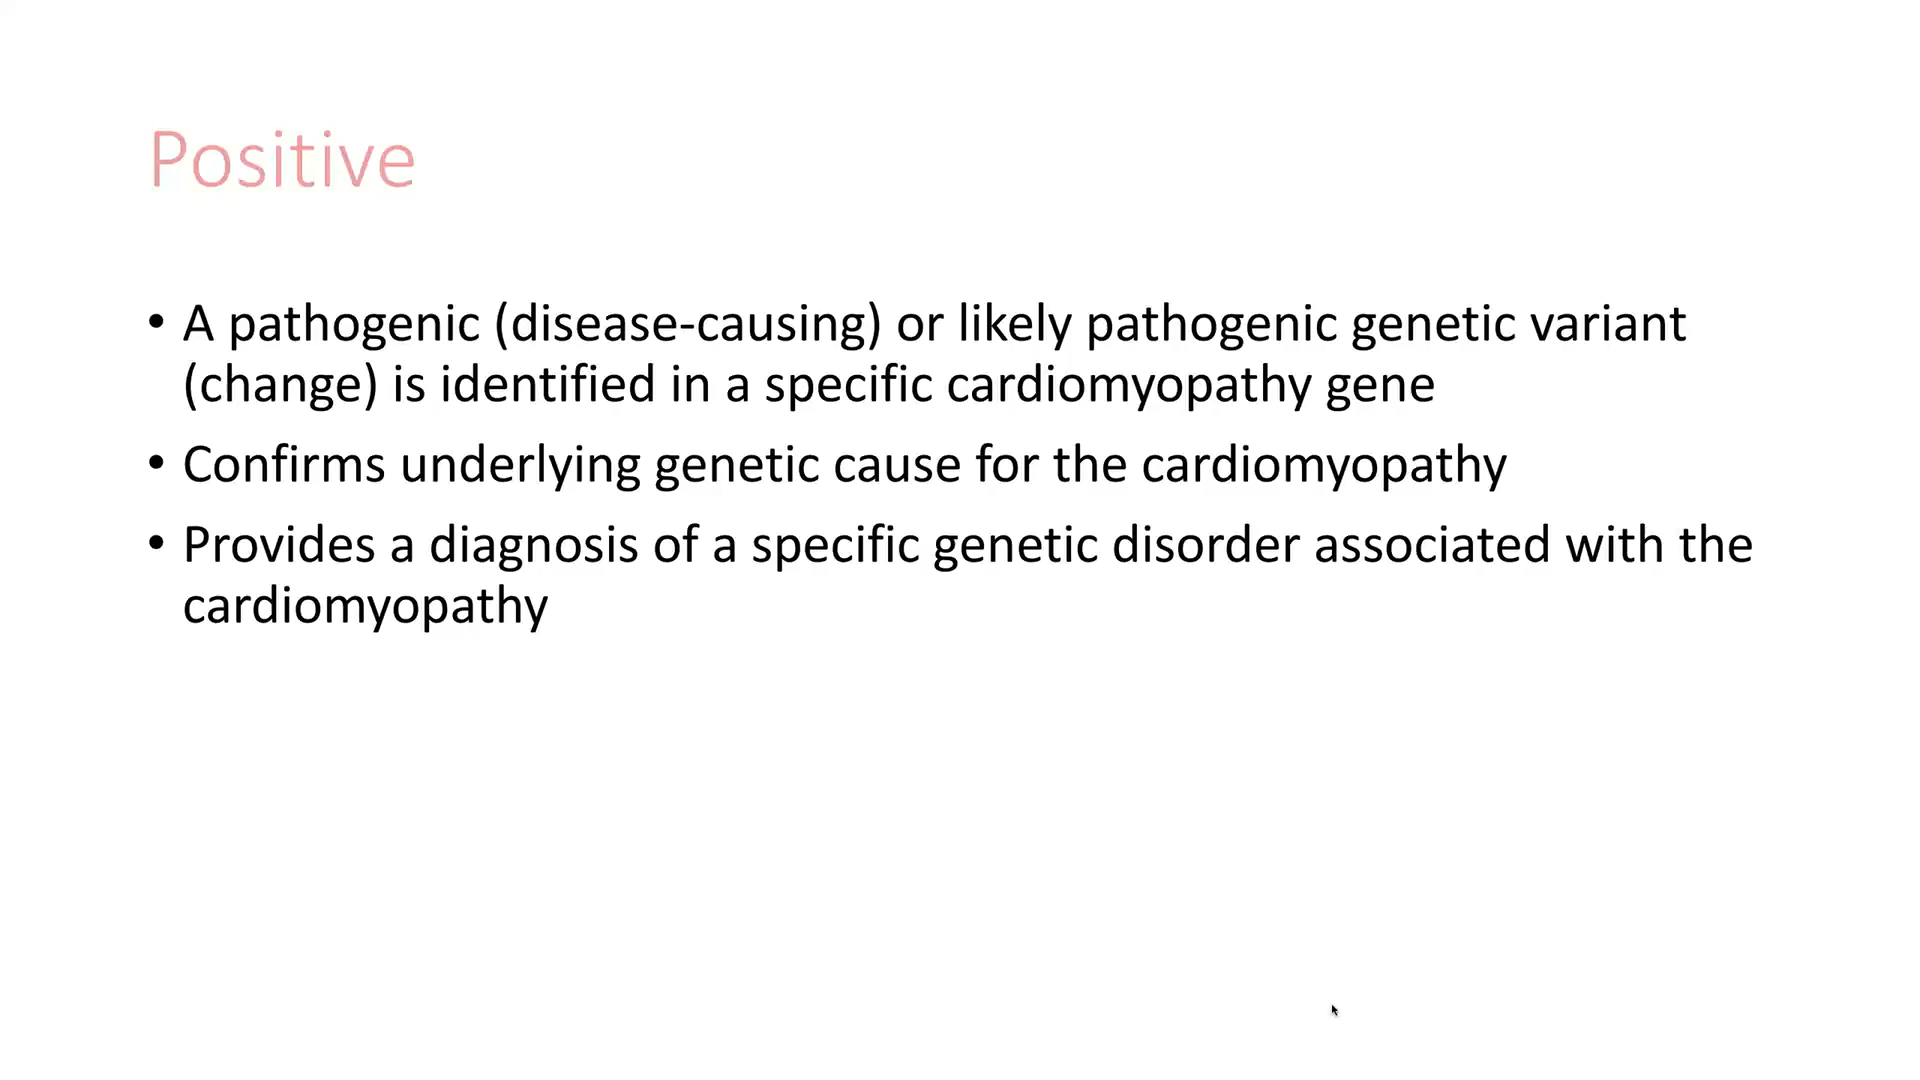 Positive
• A pathogenic (disease-causing) or likely pathogenic genetic variant
(change) is identified in a specific cardiomyopathy gene
• Confirms underlying genetic cause for the cardiomyopathy
• Provides a diagnosis of a specific genetic disorder associated with the
cardiomyopathy